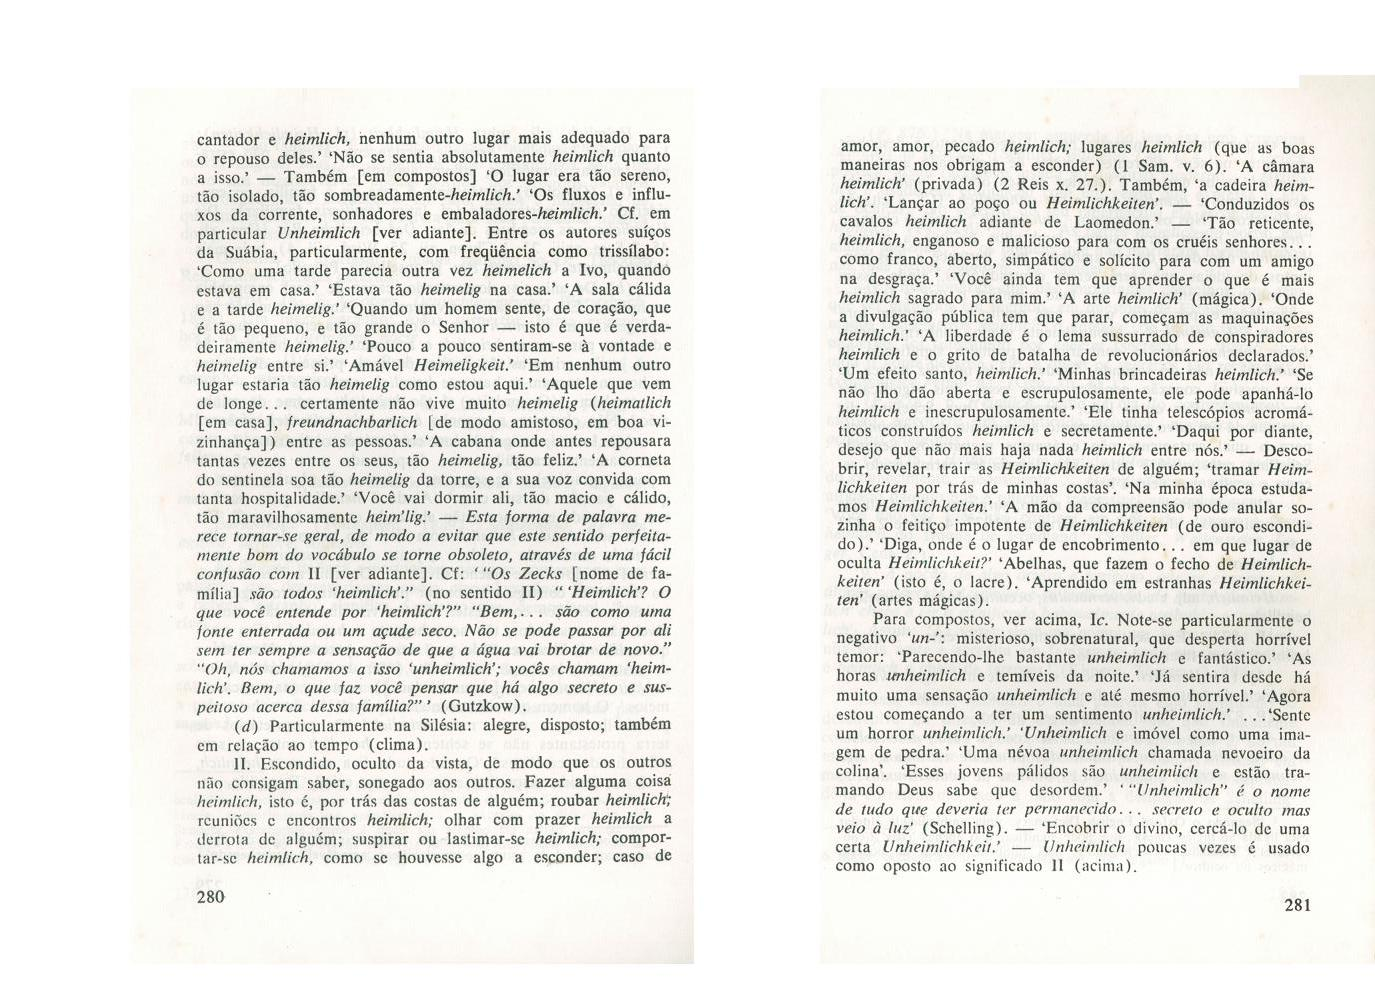 cantador e heimlich, nenhum outro lugar mais adequado para
o repouso deles.' 'Não se sentia absolutamente heimlich quanto
a isso.' — Também [em compostos] 'O lugar era tão sereno,
tão isolado, tão sombreadamente-heimlich.' 'Os fluxos e influ-
xos da corrente, sonhadores e embaladores-heimlich.' Cf. em
particular Unheimlich [ver adiante]. Entre os autores suíços
da Suábia, particularmente, com freqüência como trissílabo:
'Como uma tarde parecia outra vez heimelich a Ivo, quando
estava em casa.' 'Estava tão heimelig na casa.' 'A sala cálida
e a tarde heimelig.' 'Quando um homem sente, de coração, que
é tão pequeno, e tão grande o Senhor — isto é que é verda-
deiramente heimelig.' 'Pouco a pouco sentiram-se à vontade e
heimelig entre si.' 'Amável Heimeligkeit.' 'Em nenhum outro
lugar estaria tão heimelig como estou aqui.' 'Aquele que vem
de longe... certamente não vive muito heimelig (heimatlich
[em casa], freundnachbarlich [de modo amistoso, em boa vi-
zinhança]) entre as pessoas.' 'A cabana onde antes repousara
tantas vezes entre os seus, tão heimelig, tão feliz.' 'A corneta
do sentinela soa tão heimelig da torre, e a sua voz convida com
tanta hospitalidade.' 'Você vai dormir ali, tão macio e cálido,
tão maravilhosamente heim'lig.' — Esta forma de palavra me-
rece tornar-se geral, de modo a evitar que este sentido perfeita-
mente bom do vocábulo se torne obsoleto, através de uma fácil
confusão com II [ver adiante]. Cf: '"Os Zecks [nome de fa-
mília] são todos 'heimlich'." (no sentido II) "'Heimlich'? O
que você entende por 'heimlich'?" "Bem,... são como uma
fonte enterrada ou um açude seco. Não se pode passar por ali
sem ter sempre a sensação de que a água vai brotar de novo."
"Oh, nós chamamos a isso 'unheimlich'; vocês chamam 'heim-
lich'. Bem, o que faz você pensar que há algo secreto e sus-
peitoso acerca dessa família?"' (Gutzkow).
(d) Particularmente na Silésia: alegre, disposto; também
em relação ao tempo (clima).
II. Escondido, oculto da vista, de modo que os outros
não consigam saber, sonegado aos outros. Fazer alguma coisa
heimlich, isto é, por trás das costas de alguém; roubar heimlich;
reuniões e encontros heimlich; olhar com prazer heimlich a
derrota de alguém; suspirar ou lastimar-se heimlich; compor-
tar-se heimlich, como se houvesse algo a esconder; caso de
280
amor, amor, pecado heimlich; lugares heimlich (que as boas
maneiras nos obrigam a esconder) (1 Sam. v. 6). 'A câmara
heimlich' (privada) (2 Reis x. 27.). Também, 'a cadeira heim-
lich'. 'Lançar ao poço ou Heimlichkeiten'. — 'Conduzidos os
cavalos heimlich adiante de Laomedon.' — 'Tão reticente,
heimlich, enganoso e malicioso para com os cruéis senhores...
como franco, aberto, simpático e solícito para com um amigo
na desgraça.' 'Você ainda tem que aprender o que é mais
heimlich sagrado para mim.' 'A arte heimlich' (mágica). 'Onde
a divulgação pública tem que parar, começam as maquinações
heimlich.' 'A liberdade é o lema sussurrado de conspiradores
heimlich e o grito de batalha de revolucionários declarados.'
'Um efeito santo, heimlich.' 'Minhas brincadeiras heimlich.' 'Se
não lho dão aberta e escrupulosamente, ele pode apanhá-lo
heimlich e inescrupulosamente.' 'Ele tinha telescópios acromá-
ticos construídos heimlich e secretamente.' 'Daqui por diante,
desejo que não mais haja nada heimlich entre nós.' — Desco-
brir, revelar, trair as Heimlichkeiten de alguém; 'tramar Heim-
lichkeiten por trás de minhas costas'. 'Na minha época estuda-
mos Heimlichkeiten.' 'A mão da compreensão pode anular so-
zinha o feitiço impotente de Heimlichkeiten (de ouro escondi-
do).' 'Diga, onde é o lugar de encobrimento... em que lugar de
oculta Heimlichkeit?' 'Abelhas, que fazem o fecho de Heimlich-
keiten' (isto é, o lacre). 'Aprendido em estranhas Heimlichkei-
ten' (artes mágicas).
Para compostos, ver acima, Ic. Note-se particularmente o
negativo 'un-': misterioso, sobrenatural, que desperta horrível
temor: 'Parecendo-lhe bastante unheimlich e fantástico.' 'As
horas unheimlich e temíveis da noite.' 'Já sentira desde há
muito uma sensação unheimlich e até mesmo horrível.' 'Agora
estou começando a ter um sentimento unheimlich.' ...'Sente
um horror unheimlich.' 'Unheimlich e imóvel como uma ima-
gem de pedra.' 'Uma névoa unheimlich chamada nevoeiro da
colina'. 'Esses jovens pálidos são unheimlich e estão tra-
mando Deus sabe que desordem.' '"Unheimlich" é o nome
de tudo que deveria ter permanecido... secreto e oculto mas
veio à luz' (Schelling). — 'Encobrir o divino, cercá-lo de uma
certa Unheimlichkeit.' — Unheimlich poucas vezes é usado
como oposto ao significado II (acima).
281